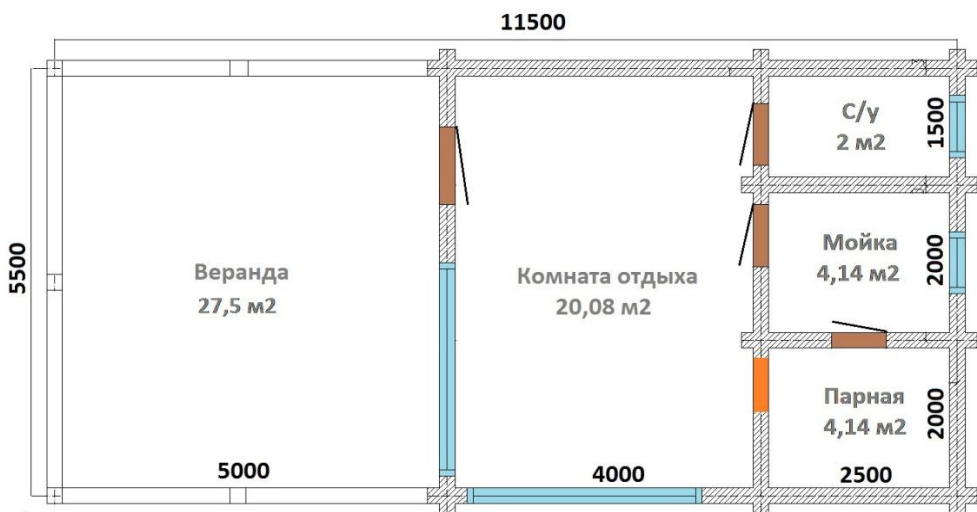 11500
С/у
2 м2
1500
5500
Веранда
27,5 м2
Комната отдыха
20,08 м2
Мойка
4,14 м2
2000
Парная
4,14 м2
2000
5000
4000
2500